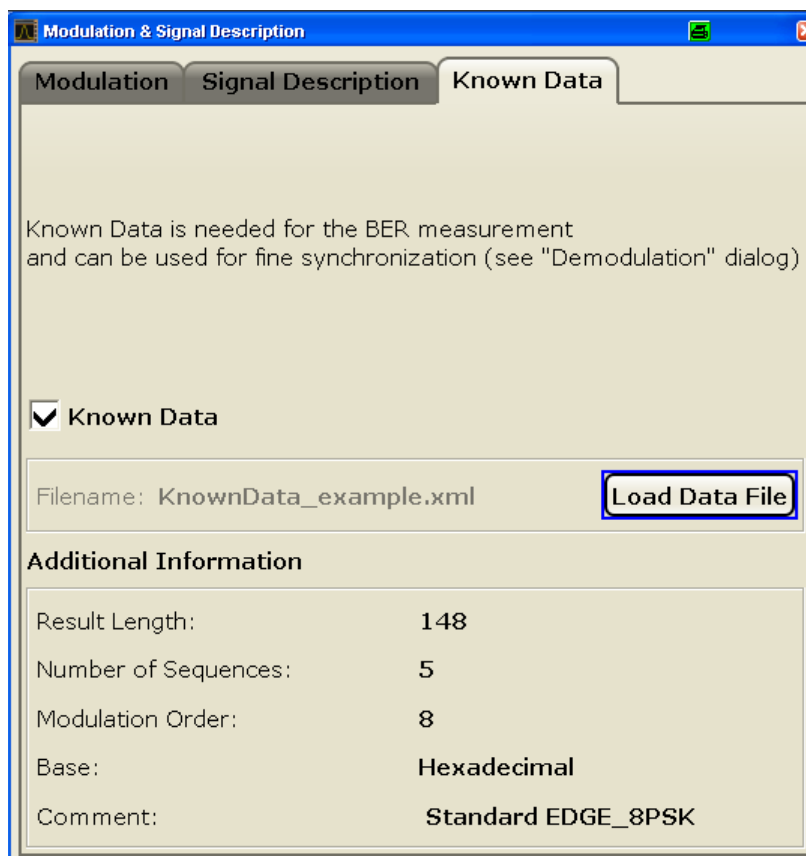 Modulation & Signal Description
Modulation Signal Description Known Data
Known Data is needed for the BER measurement
and can be used for fine synchronization (see "Demodulation" dialog)
Known Data
Filename: KnownData_example.xml Load Data File
Additional Information
Result Length: 148
Number of Sequences: 5
Modulation Order: 8
Base: Hexadecimal
Comment: Standard EDGE_8PSK